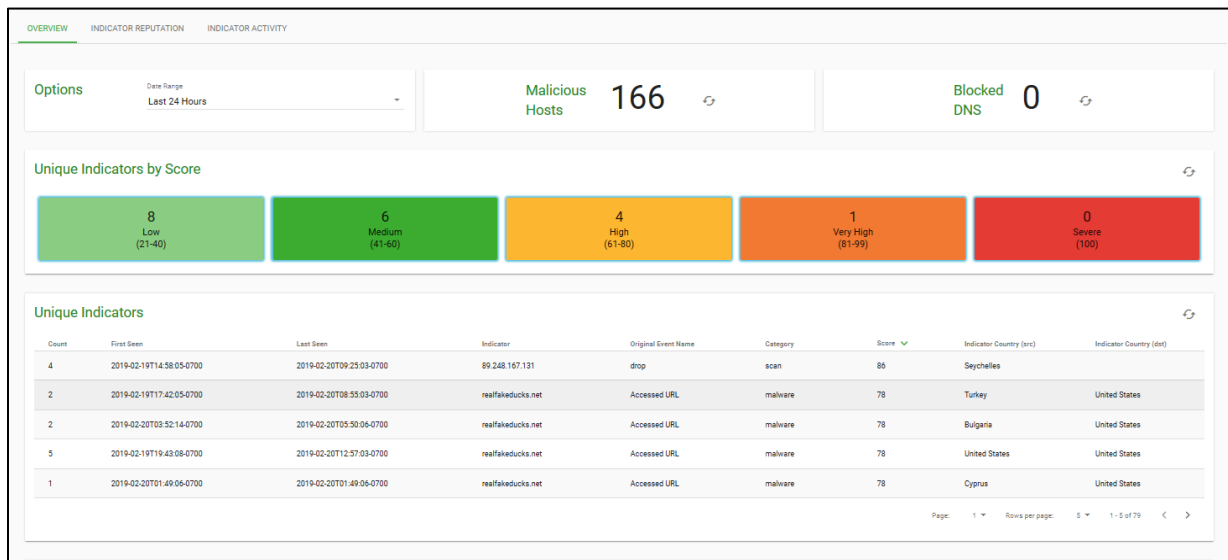 OVERVIEW INDICATOR REPUTATION INDICATOR ACTIVITY
Options
Date Range
Last 24 Hours
Malicious
Hosts
166
Blocked
DNS
0
Unique Indicators by Score
8
Low
(21-40)
6
Medium
(41-60)
4
High
(61-80)
1
Very High
(81-99)
0
Severe
(100)
Unique Indicators
Count First Seen Last Seen Indicator Original Event Name Category Score Indicator Country (src) Indicator Country (dst)
4 2019-02-19T14:58:05-0700 2019-02-20T09:25:03-0700 89.248.167.131 drop scan 86 Seychelles
2 2019-02-19T17:42:05-0700 2019-02-20T08:55:03-0700 realfakeducks.net Accessed URL malware 78 Turkey United States
2 2019-02-20T03:52:14-0700 2019-02-20T05:50:06-0700 realfakeducks.net Accessed URL malware 78 Bulgaria United States
5 2019-02-19T19:43:08-0700 2019-02-20T12:57:03-0700 realfakeducks.net Accessed URL malware 78 United States United States
1 2019-02-20T01:49:06-0700 2019-02-20T01:49:06-0700 realfakeducks.net Accessed URL malware 78 Cyprus United States
Page: 1 Rows per page: 5 1 - 5 of 79